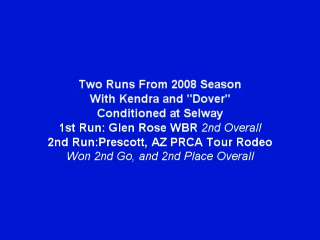 Two Runs From 2008 Season
With Kendra and "Dover"
Conditioned at Selway
1st Run: Glen Rose WBR 2nd Overall
2nd Run:Prescott, AZ PRCA Tour Rodeo
Won 2nd Go, and 2nd Place Overall